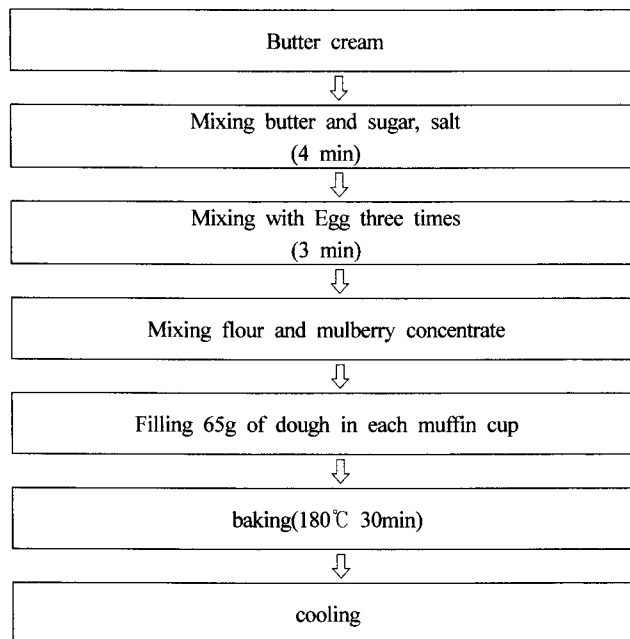 Butter cream
Mixing butter and sugar, salt
(4 min)
Mixing with Egg three times
(3 min)
Mixing flour and mulberry concentrate
Filling 65g of dough in each muffin cup
baking(180℃ 30min)
cooling